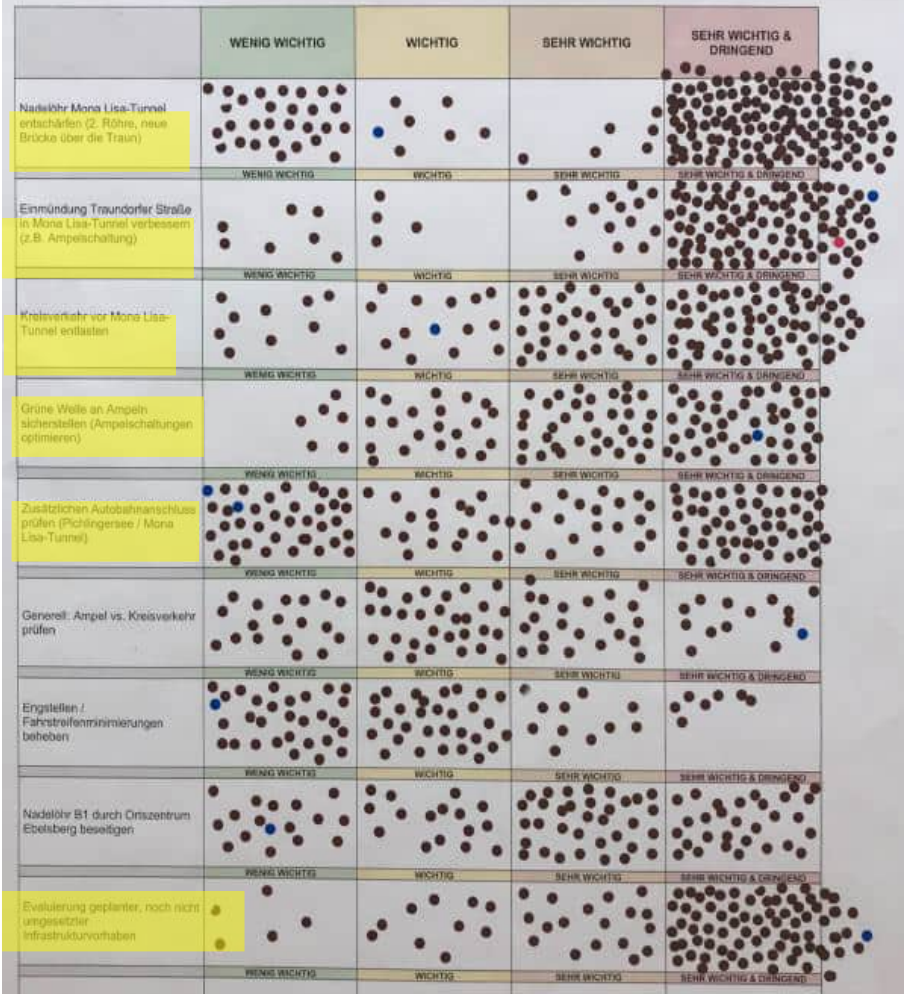 WENIG WICHTIG
WICHTIG
SEHR WICHTIG
SEHR WICHTIG &
DRINGEND
Nadelöhr Mona Lisa-Tunnel
entschärfen (2. Röhre, neue
Brücke über die Traun)
WENIG WICHTIG
WICHTIG
SEHR WICHTIG
SEHR WICHTIG & DRINGEND
Einmündung Traundorfer Straße
in Mona Lisa-Tunnel verbessern
(z.B. Ampelschaltung)
WENIG WICHTIG
WICHTIG
SEHR WICHTIG
SEHR WICHTIG & DRINGEND
Kreisverkehr vor Mona Lisa-
Tunnel entlasten
WENIG WICHTIG
WICHTIG
SEHR WICHTIG
SEHR WICHTIG & DRINGEND
Grüne Welle an Ampeln
sicherstellen (Ampelschaltungen
optimieren)
WENIG WICHTIG
WICHTIG
SEHR WICHTIG
SEHR WICHTIG & DRINGEND
Zusätzlichen Autobahnanschluss
prüfen (Pichlingersee / Mona
Lisa-Tunnel)
WENIG WICHTIG
WICHTIG
SEHR WICHTIG
SEHR WICHTIG & DRINGEND
Generell: Ampel vs. Kreisverkehr
prüfen
WENIG WICHTIG
WICHTIG
SEHR WICHTIG
SEHR WICHTIG & DRINGEND
Engstellen /
Fahrstreifenminimierungen
beheben
WENIG WICHTIG
WICHTIG
SEHR WICHTIG
SEHR WICHTIG & DRINGEND
Nadelöhr B1 durch Ortszentrum
Ebelsberg beseitigen
WENIG WICHTIG
WICHTIG
SEHR WICHTIG
SEHR WICHTIG & DRINGEND
Evaluierung geplanter, noch nicht
umgesetzter
Infrastrukturvorhaben
WENIG WICHTIG
WICHTIG
SEHR WICHTIG
SEHR WICHTIG & DRINGEND